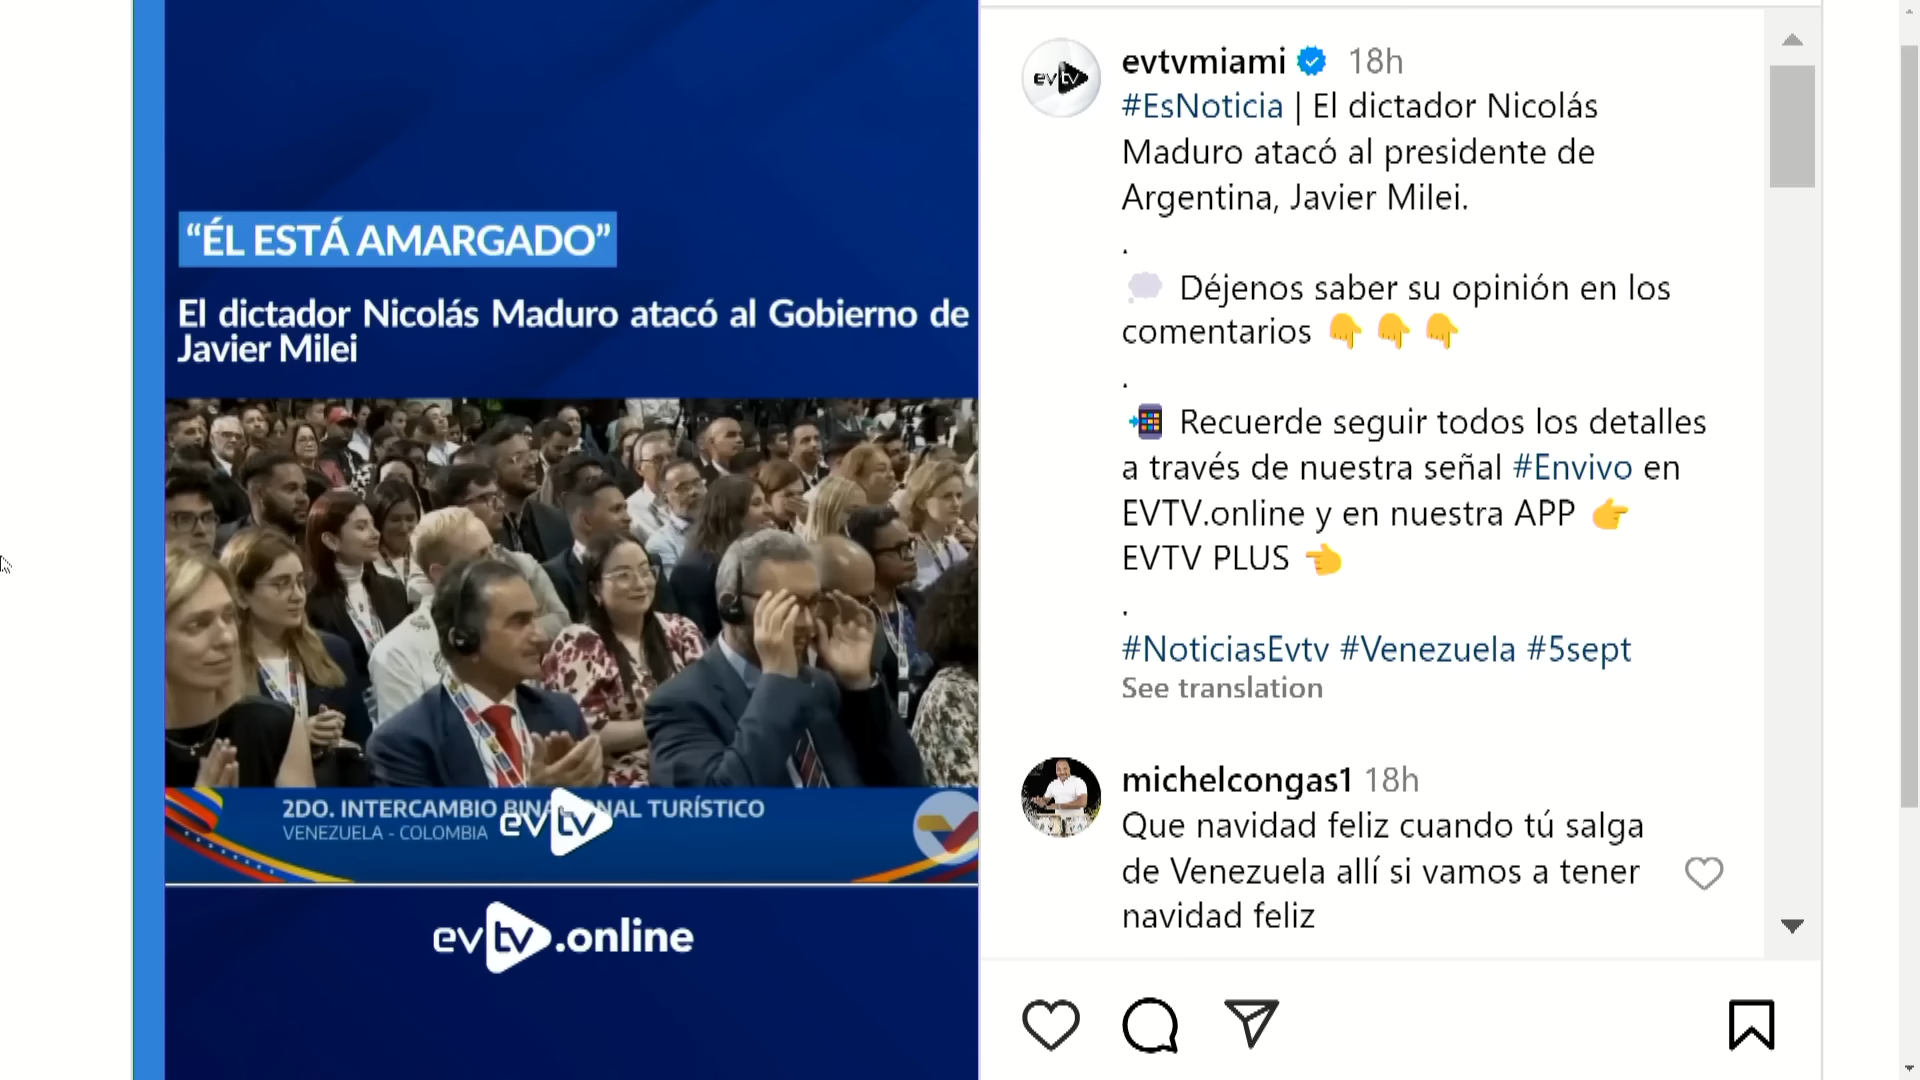 “ÉL ESTÁ AMARGADO”
El dictador Nicolás Maduro atacó al Gobierno de
Javier Milei
2DO. INTERCAMBIO BINACIONAL TURÍSTICO
VENEZUELA - COLOMBIA
evtv
evtv.online
evtv
evtvmiami 18h
#EsNoticia | El dictador Nicolás
Maduro atacó al presidente de
Argentina, Javier Milei.
.
💭 Déjenos saber su opinión en los
comentarios 👇👇👇
.
📲 Recuerde seguir todos los detalles
a través de nuestra señal #Envivo en
EVTV.online y en nuestra APP 👉
EVTV PLUS 👈
.
#NoticiasEvtv #Venezuela #5sept
See translation
michelcongas1 18h
Que navidad feliz cuando tú salga
de Venezuela allí si vamos a tener
navidad feliz